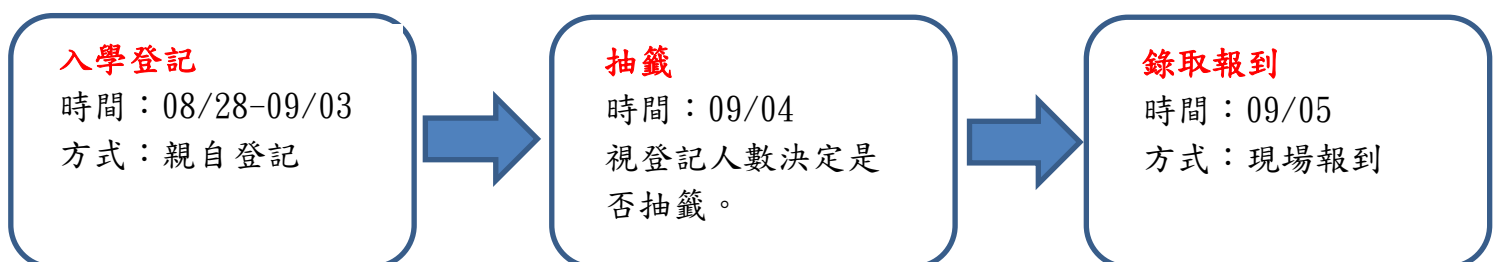 入學登記
時間：08/28-09/03
方式：親自登記
抽籤
時間：09/04
視登記人數決定是
否抽籤。
錄取報到
時間：09/05
方式：現場報到